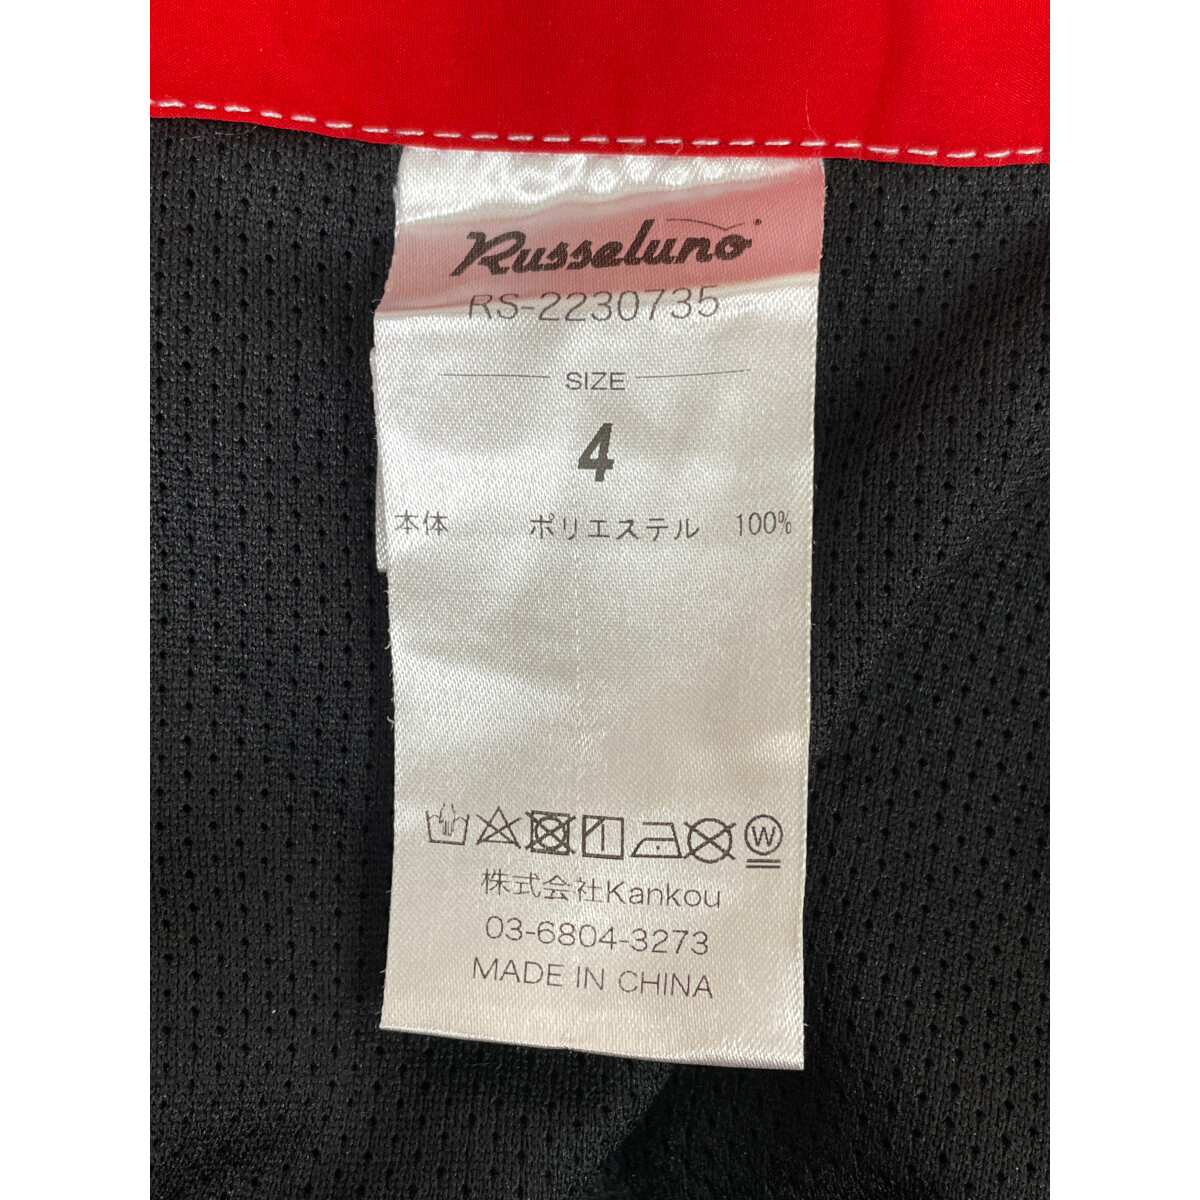 Russeluno
RS-2230735
SIZE
4
本体 ポリエステル 100%
W
株式会社Kankou
03-6804-3273
MADE IN CHINA